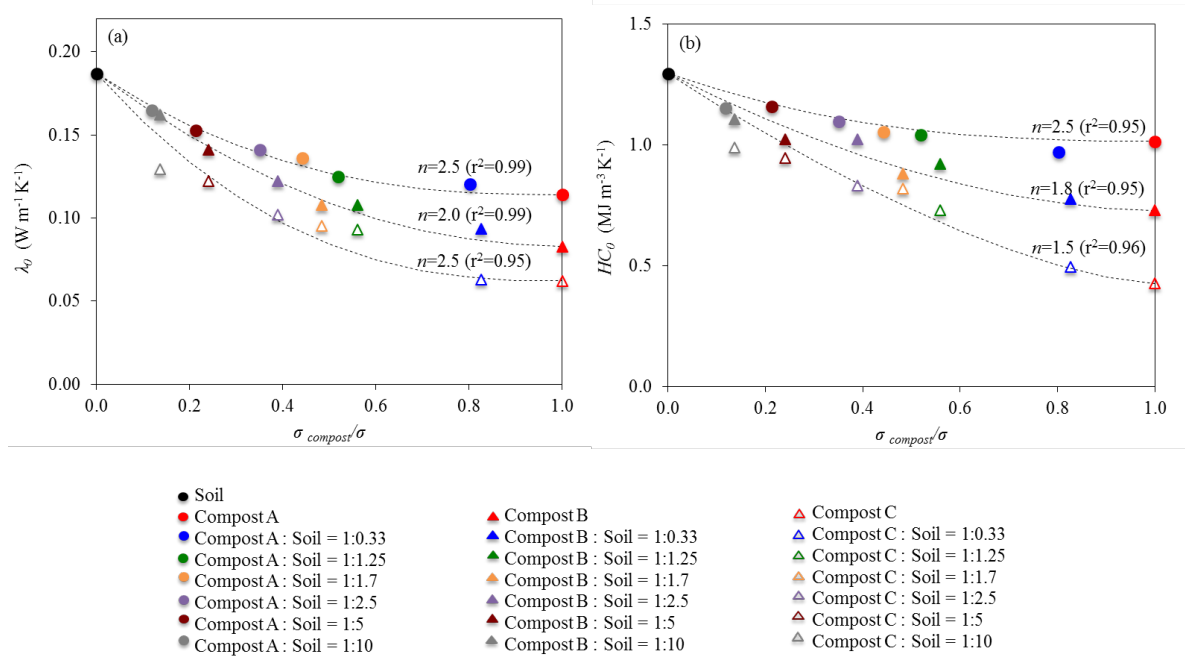 (a)
0.20
0.15
0.10
0.05
0.00
λ₀ (W m⁻¹ K⁻¹)
n=2.5 (r²=0.99)
n=2.0 (r²=0.99)
n=2.5 (r²=0.95)
0.0 0.2 0.4 0.6 0.8 1.0
σ compost/σ
(b)
1.5
1.0
0.5
0.0
HC₀ (MJ m⁻³ K⁻¹)
n=2.5 (r²=0.95)
n=1.8 (r²=0.95)
n=1.5 (r²=0.96)
0.0 0.2 0.4 0.6 0.8 1.0
σ compost/σ
Soil
Compost A
Compost A : Soil = 1:0.33
Compost A : Soil = 1:1.25
Compost A : Soil = 1:1.7
Compost A : Soil = 1:2.5
Compost A : Soil = 1:5
Compost A : Soil = 1:10
Compost B
Compost B : Soil = 1:0.33
Compost B : Soil = 1:1.25
Compost B : Soil = 1:1.7
Compost B : Soil = 1:2.5
Compost B : Soil = 1:5
Compost B : Soil = 1:10
Compost C
Compost C : Soil = 1:0.33
Compost C : Soil = 1:1.25
Compost C : Soil = 1:1.7
Compost C : Soil = 1:2.5
Compost C : Soil = 1:5
Compost C : Soil = 1:10